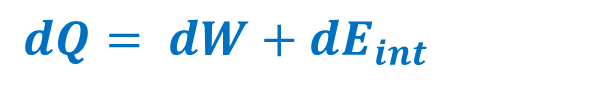 dQ = dW + dE_int